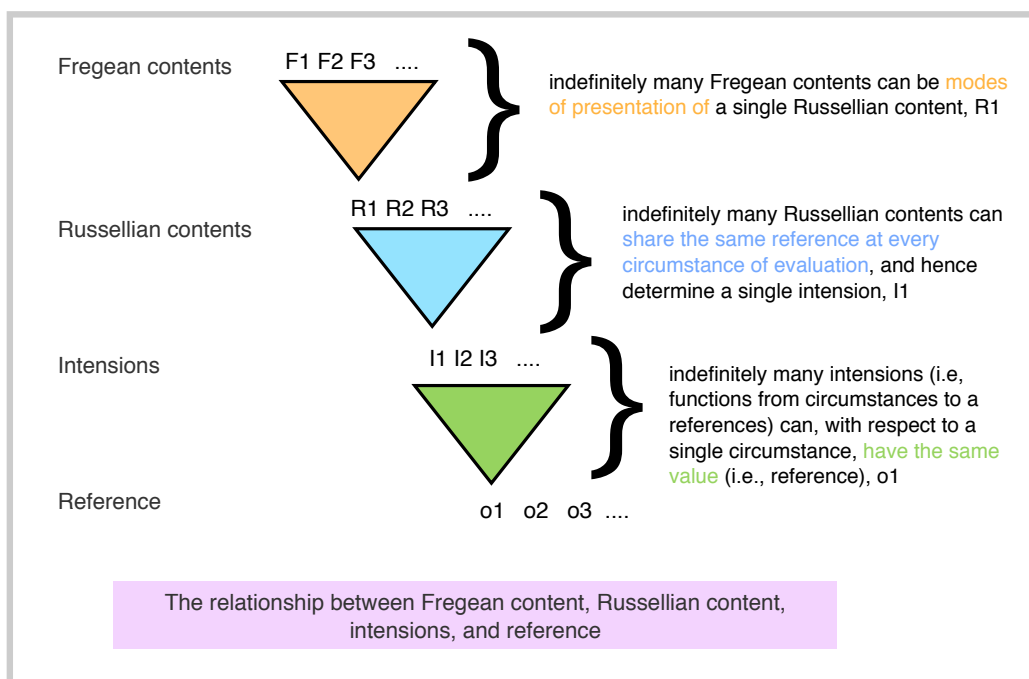 Fregean contents
F1 F2 F3 ....
indefinitely many Fregean contents can be modes
of presentation of a single Russellian content, R1
Russellian contents
R1 R2 R3 ....
indefinitely many Russellian contents can
share the same reference at every
circumstance of evaluation, and hence
determine a single intension, I1
Intensions
I1 I2 I3 ....
indefinitely many intensions (i.e,
functions from circumstances to a
references) can, with respect to a
single circumstance, have the same
value (i.e., reference), o1
Reference
o1 o2 o3 ....
The relationship between Fregean content, Russellian content,
intensions, and reference